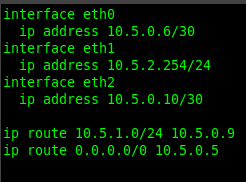 interface eth0
  ip address 10.5.0.6/30
interface eth1
  ip address 10.5.2.254/24
interface eth2
  ip address 10.5.0.10/30

ip route 10.5.1.0/24 10.5.0.9
ip route 0.0.0.0/0 10.5.0.5